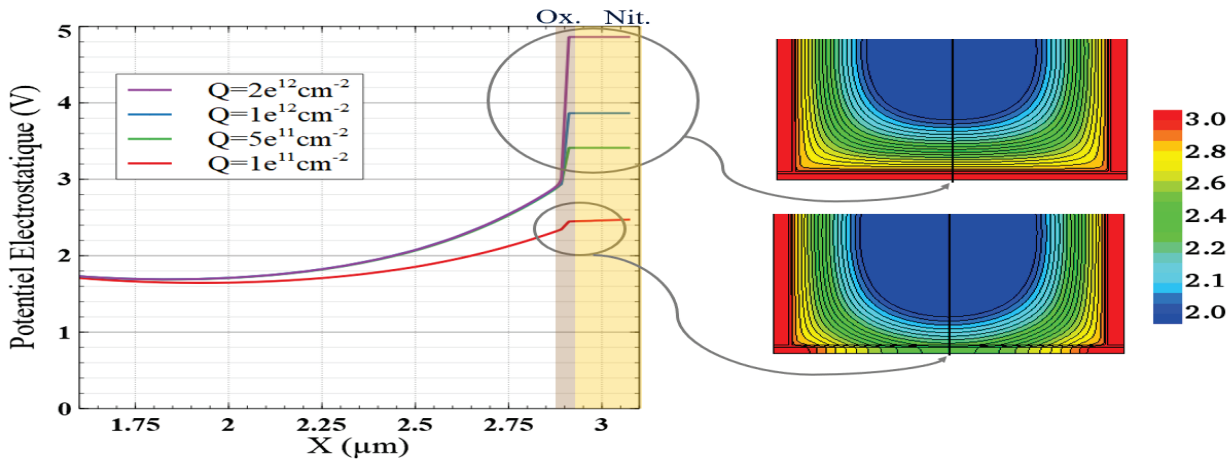 Ox. Nit.
5
4
3
2
1
0
Potentiel Electrostatique (V)
Q=2e¹²cm⁻²
Q=1e¹²cm⁻²
Q=5e¹¹cm⁻²
Q=1e¹¹cm⁻²
1.75 2 2.25 2.5 2.75 3
X (μm)
3.0
2.8
2.6
2.4
2.2
2.1
2.0